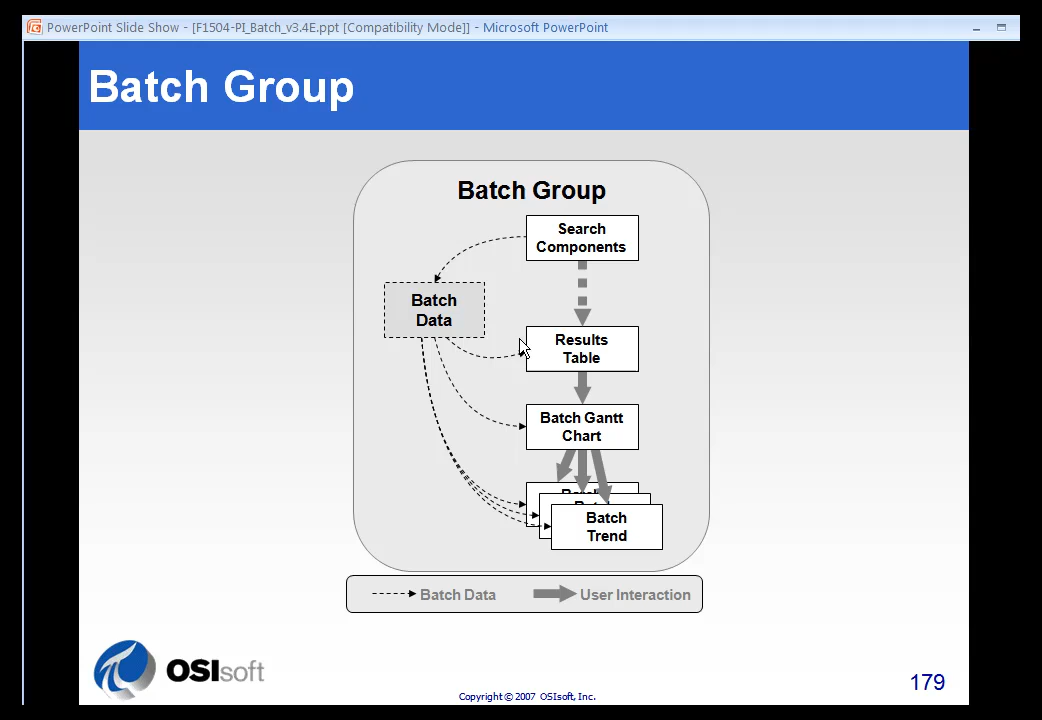 PowerPoint Slide Show - [F1504-PI_Batch_v3.4E.ppt [Compatibility Mode]] - Microsoft PowerPoint
Batch Group
Batch Group
Search
Components
Batch
Data
Results
Table
Batch Gantt
Chart
Batch
Trend
Batch Data
User Interaction
OSIsoft
Copyright © 2007 OSIsoft, Inc.
179